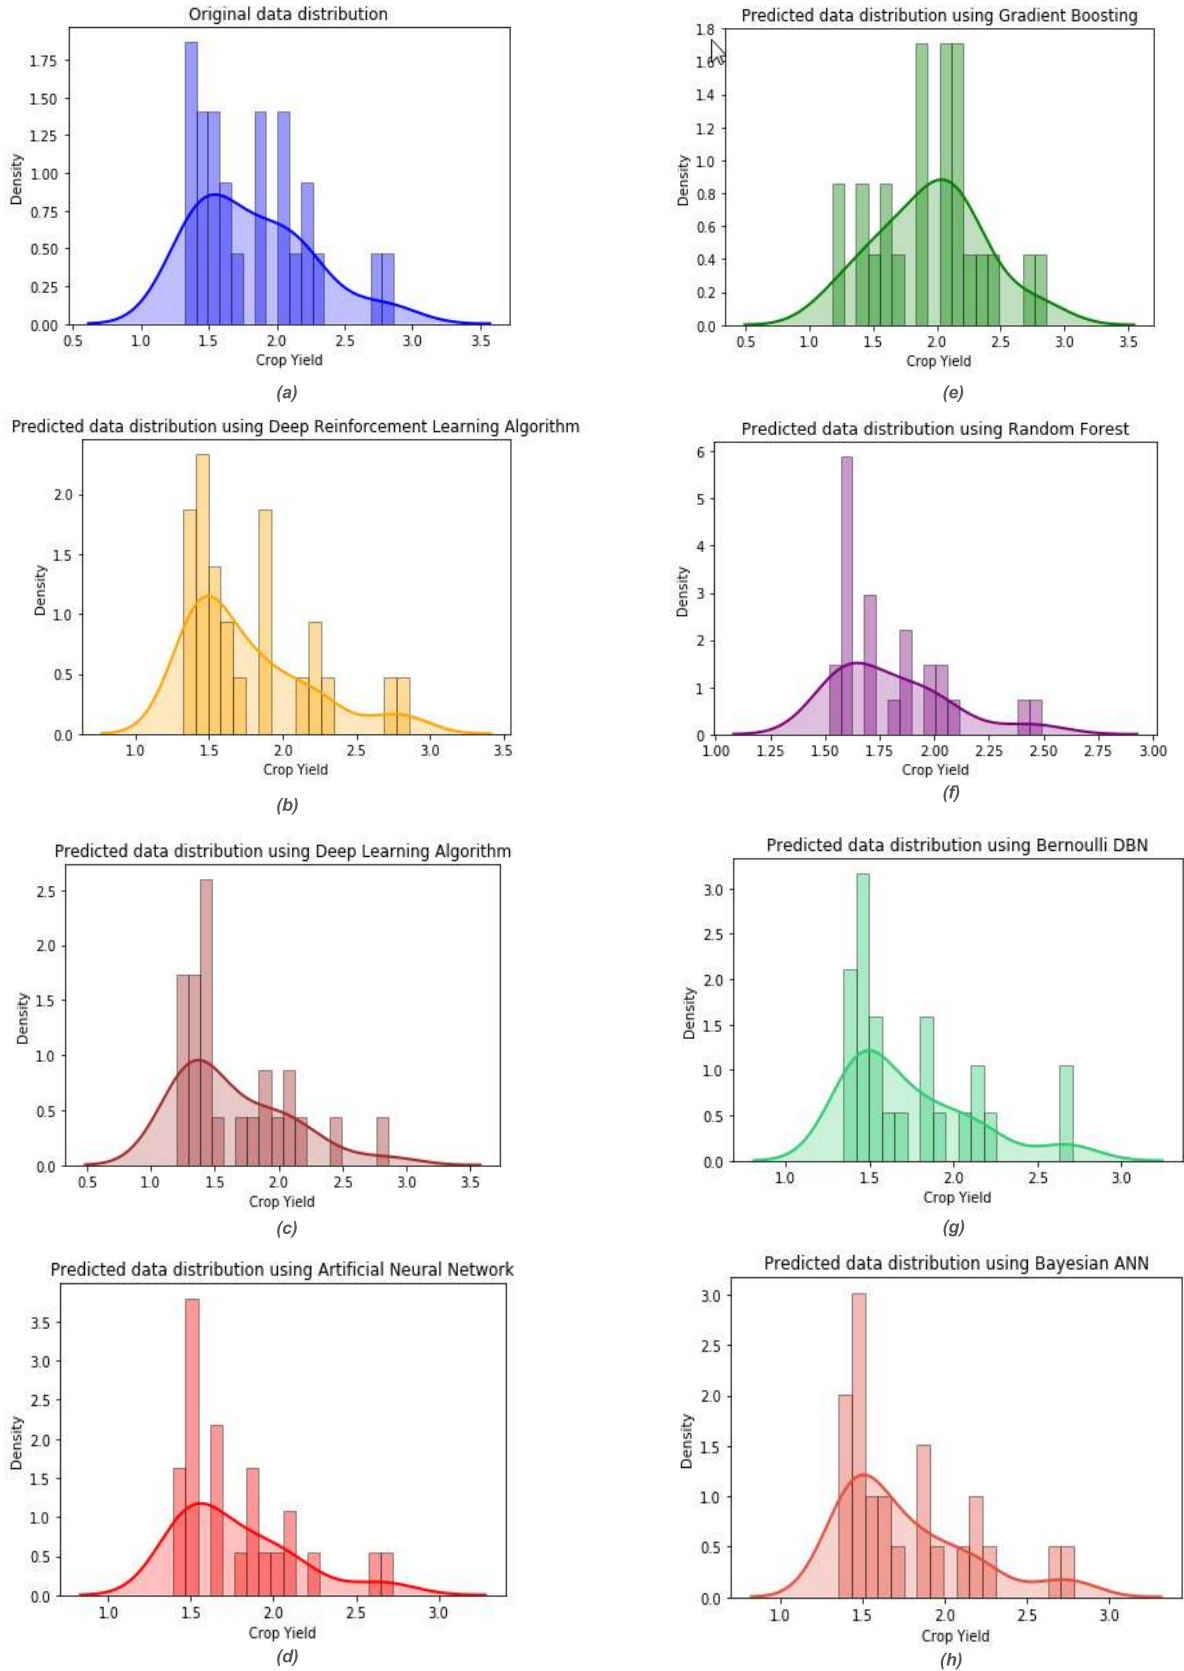 Original data distribution
1.75
1.50
1.25
1.00
0.75
0.50
0.25
0.00
Density
0.5 1.0 1.5 2.0 2.5 3.0 3.5
Crop Yield
(a)
Predicted data distribution using Gradient Boosting
1.8
1.6
1.4
1.2
1.0
0.8
0.6
0.4
0.2
0.0
Density
0.5 1.0 1.5 2.0 2.5 3.0 3.5
Crop Yield
(e)
Predicted data distribution using Deep Reinforcement Learning Algorithm
2.0
1.5
1.0
0.5
0.0
Density
1.0 1.5 2.0 2.5 3.0 3.5
Crop Yield
(b)
Predicted data distribution using Random Forest
6
5
4
3
2
1
0
Density
1.00 1.25 1.50 1.75 2.00 2.25 2.50 2.75 3.00
Crop Yield
(f)
Predicted data distribution using Deep Learning Algorithm
2.5
2.0
1.5
1.0
0.5
0.0
Density
0.5 1.0 1.5 2.0 2.5 3.0 3.5
Crop Yield
(c)
Predicted data distribution using Bernoulli DBN
3.0
2.5
2.0
1.5
1.0
0.5
0.0
Density
1.0 1.5 2.0 2.5 3.0
Crop Yield
(g)
Predicted data distribution using Artificial Neural Network
3.5
3.0
2.5
2.0
1.5
1.0
0.5
0.0
Density
1.0 1.5 2.0 2.5 3.0
Crop Yield
(d)
Predicted data distribution using Bayesian ANN
3.0
2.5
2.0
1.5
1.0
0.5
0.0
Density
1.0 1.5 2.0 2.5 3.0
Crop Yield
(h)